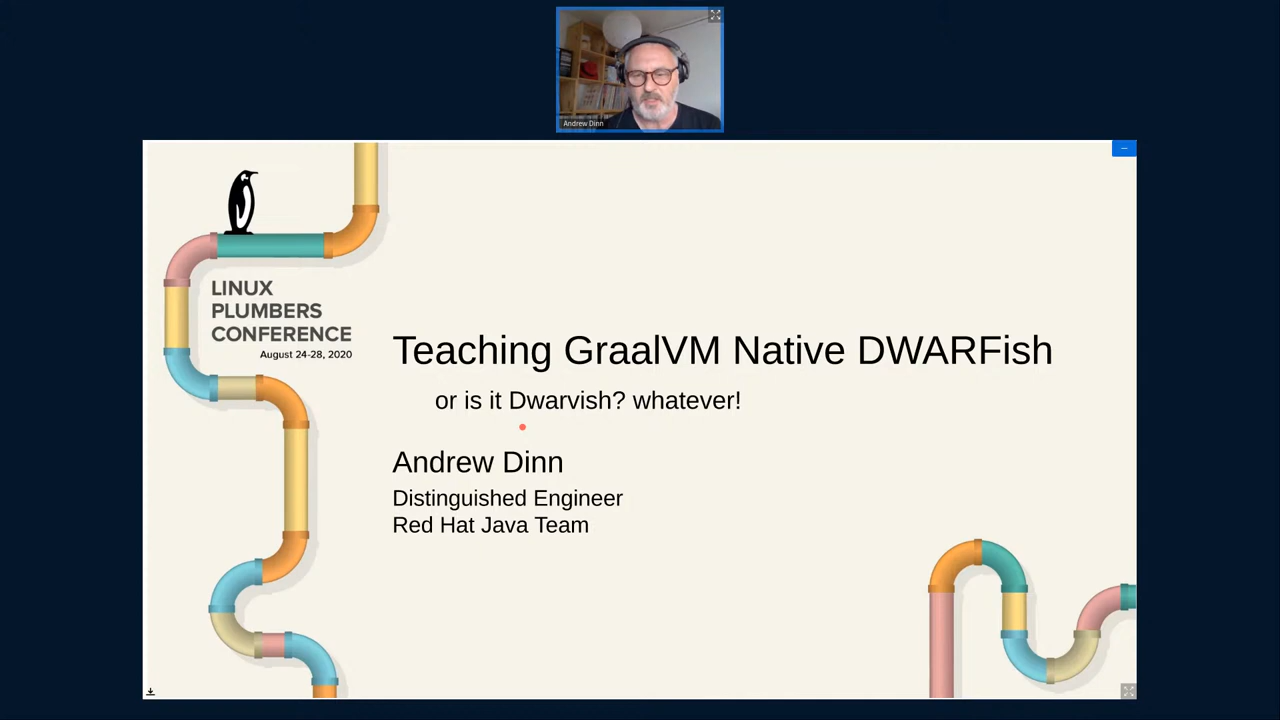 Andrew Dinn
LINUX
PLUMBERS
CONFERENCE
August 24-28, 2020
Teaching GraalVM Native DWARFish
or is it Dwarvish? whatever!
Andrew Dinn
Distinguished Engineer
Red Hat Java Team